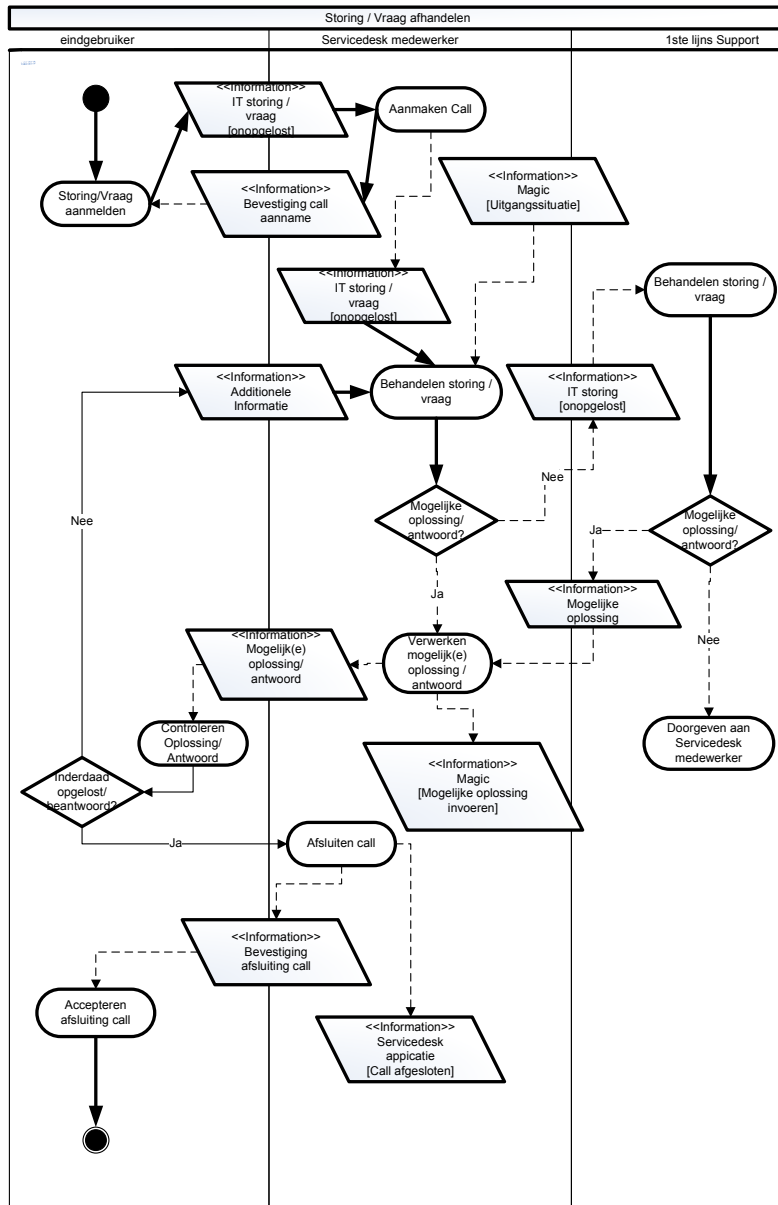 Storing / Vraag afhandelen
eindgebruiker
Servicedesk medewerker
1ste lijns Support
<<Information>>
IT storing /
vraag
[onopgelost]
Aanmaken Call
Storing/Vraag
aanmelden
<<Information>>
Bevestiging call
aanname
<<Information>>
Magic
[Uitgangssituatie]
<<Information>>
IT storing /
vraag
[onopgelost]
Behandelen storing /
vraag
<<Information>>
Additionele
Informatie
Behandelen storing /
vraag
<<Information>>
IT storing
[onopgelost]
Nee
Nee
Mogelijke
oplossing/
antwoord?
Mogelijke
oplossing/
antwoord?
Ja
Ja
<<Information>>
Mogelijke
oplossing
Nee
<<Information>>
Mogelijk(e)
oplossing/
antwoord
Verwerken
mogelijk(e)
oplossing /
antwoord
Controleren
Oplossing/
Antwoord
Doorgeven aan
Servicedesk
medewerker
<<Information>>
Magic
[Mogelijke oplossing
invoeren]
Inderdaad
opgelost/
beantwoord?
Ja
Afsluiten call
<<Information>>
Bevestiging
afsluiting call
Accepteren
afsluiting call
<<Information>>
Servicedesk
appicatie
[Call afgesloten]